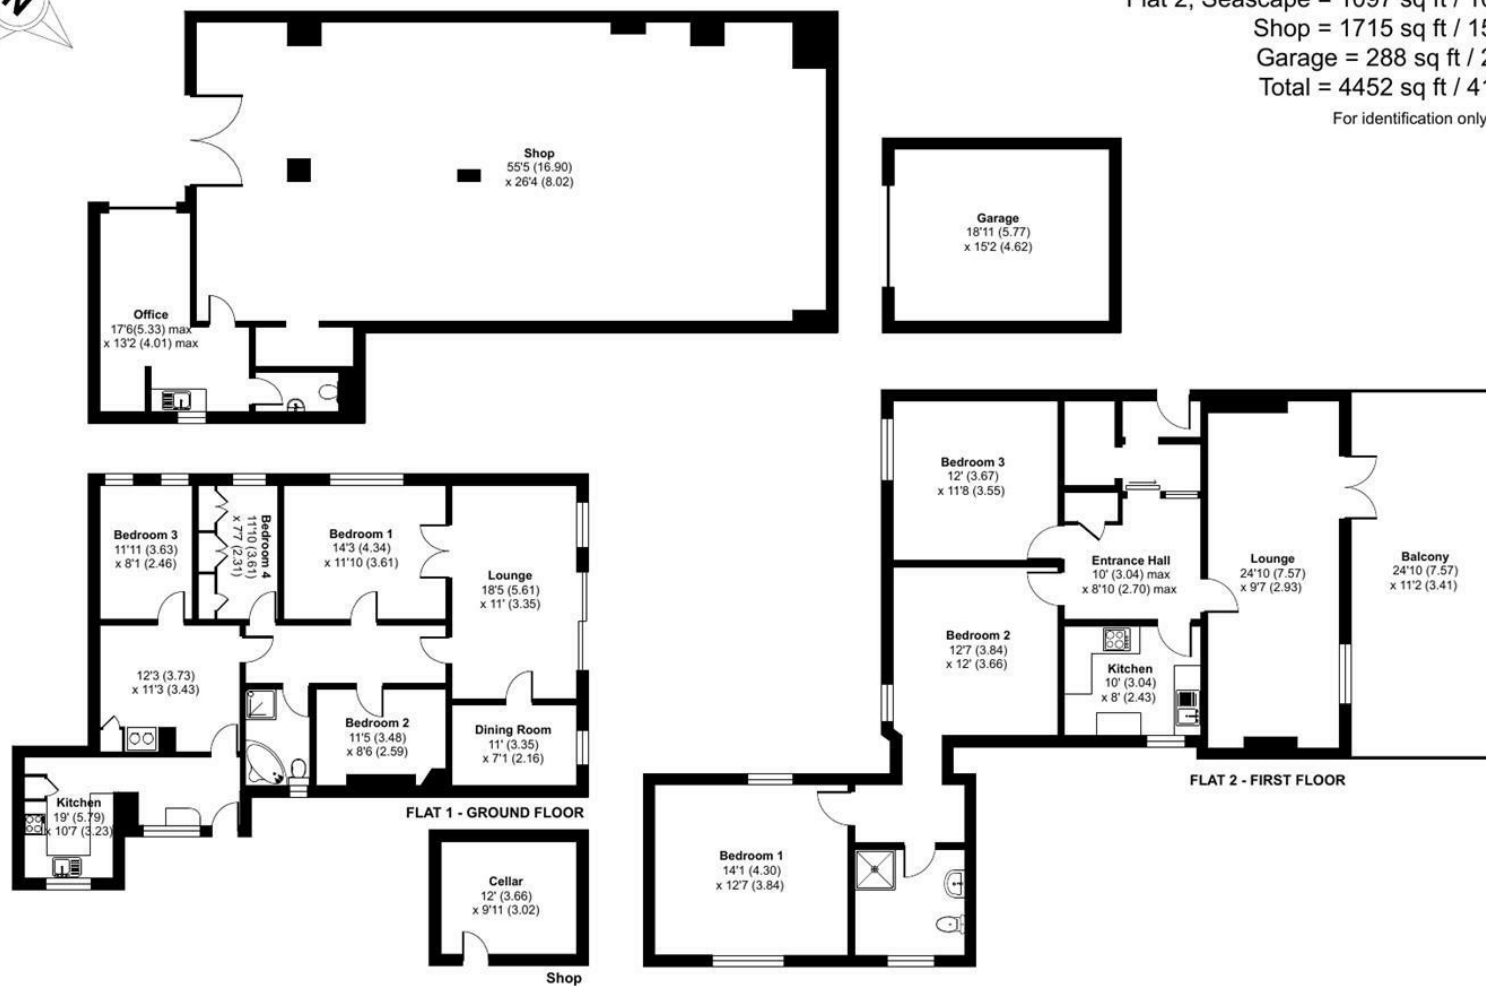 N
Flat 2, Seascape = 1097 sq ft /
Shop = 1715 sq ft /
Garage = 288 sq ft /
Total = 4452 sq ft /
For identification only
Shop
55'5 (16.90)
x 26'4 (8.02)
Garage
18'11 (5.77)
x 15'2 (4.62)
Office
17'6(5.33) max
x 13'2 (4.01) max
Bedroom 3
12' (3.67)
x 11'8 (3.55)
Entrance Hall
10' (3.04) max
x 8'10 (2.70) max
Lounge
24'10 (7.57)
x 9'7 (2.93)
Balcony
24'10 (7.57)
x 11'2 (3.41)
Bedroom 2
12'7 (3.84)
x 12' (3.66)
Kitchen
10' (3.04)
x 8' (2.43)
FLAT 2 - FIRST FLOOR
Bedroom 1
14'1 (4.30)
x 12'7 (3.84)
Bedroom 3
11'11 (3.63)
x 8'1 (2.46)
Bedroom 4
11'10 (3.61)
x 7'7 (2.31)
Bedroom 1
14'3 (4.34)
x 11'10 (3.61)
Lounge
18'5 (5.61)
x 11' (3.35)
12'3 (3.73)
x 11'3 (3.43)
Bedroom 2
11'5 (3.48)
x 8'6 (2.59)
Dining Room
11' (3.35)
x 7'1 (2.16)
Kitchen
19' (5.79)
x 10'7 (3.23)
FLAT 1 - GROUND FLOOR
Cellar
12' (3.66)
x 9'11 (3.02)
Shop